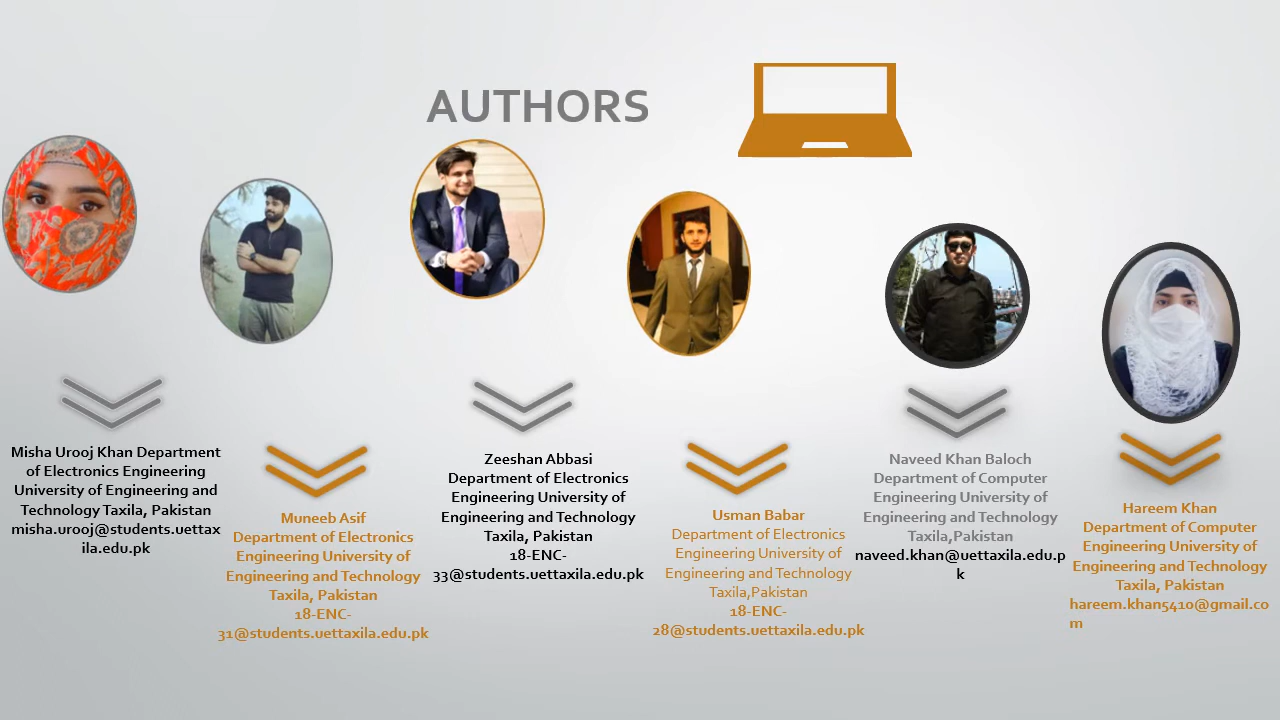 AUTHORS
Misha Urooj Khan Department
of Electronics Engineering
University of Engineering and
Technology Taxila, Pakistan
misha.urooj@students.uettax
ila.edu.pk
Muneeb Asif
Department of Electronics
Engineering University of
Engineering and Technology
Taxila, Pakistan
18-ENC-
31@students.uettaxila.edu.pk
Zeeshan Abbasi
Department of Electronics
Engineering University of
Engineering and Technology
Taxila, Pakistan
18-ENC-
33@students.uettaxila.edu.pk
Usman Babar
Department of Electronics
Engineering University of
Engineering and Technology
Taxila,Pakistan
18-ENC-
28@students.uettaxila.edu.pk
Naveed Khan Baloch
Department of Computer
Engineering University of
Engineering and Technology
Taxila,Pakistan
naveed.khan@uettaxila.edu.p
k
Hareem Khan
Department of Computer
Engineering University of
Engineering and Technology
Taxila, Pakistan
hareem.khan5410@gmail.co
m